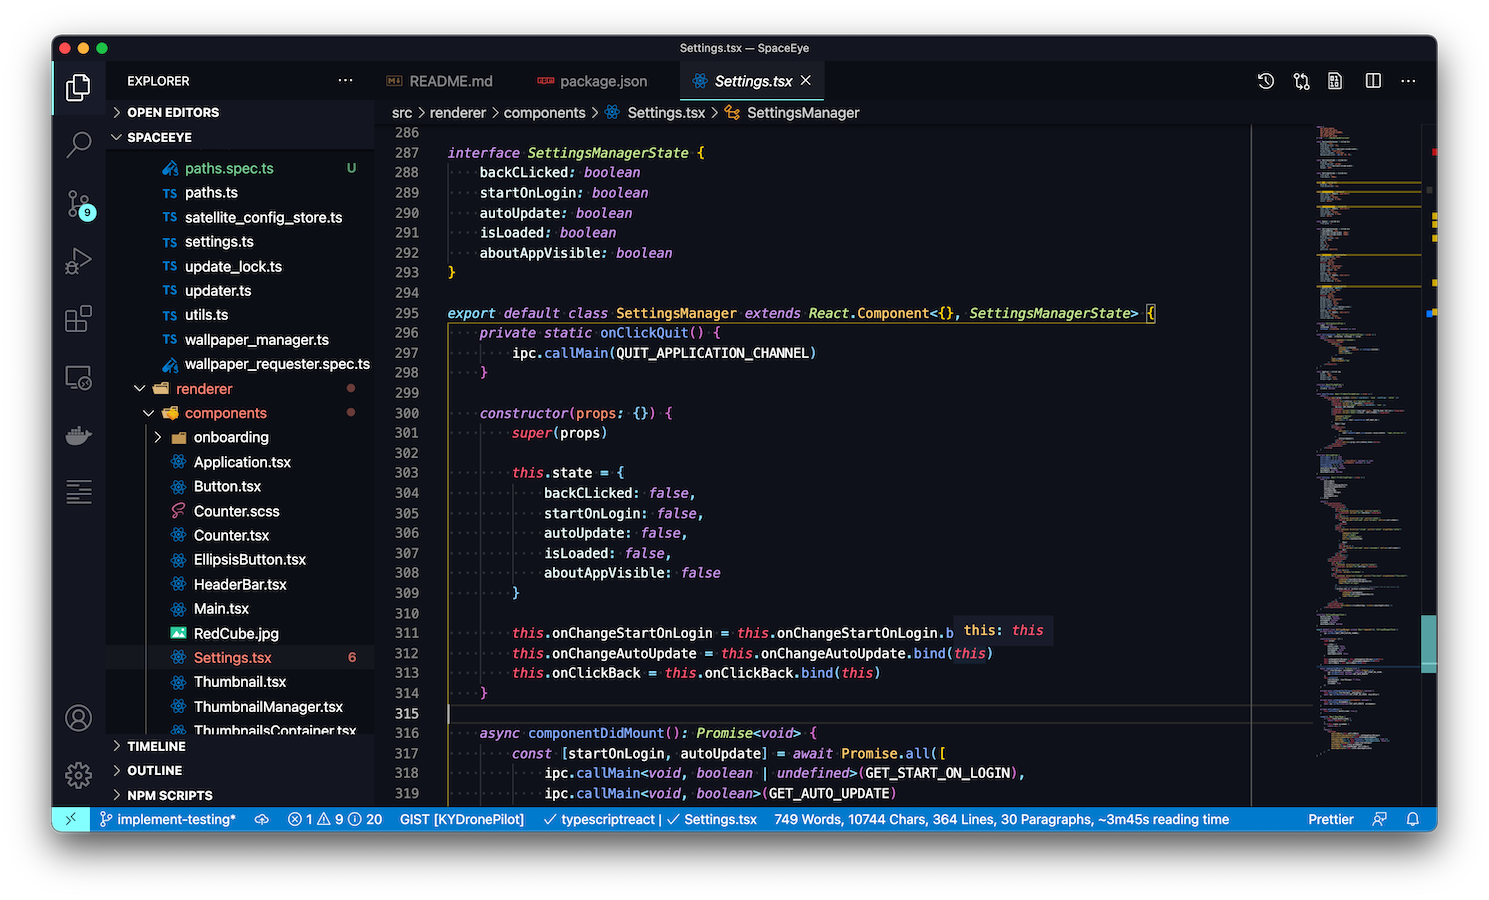 Settings.tsx — SpaceEye
EXPLORER
README.md
package.json
Settings.tsx
OPEN EDITORS
SPACEEYE
paths.spec.ts U
paths.ts
satellite_config_store.ts
settings.ts
update_lock.ts
updater.ts
utils.ts
wallpaper_manager.ts
wallpaper_requester.spec.ts
renderer
components
onboarding
Application.tsx
Button.tsx
Counter.scss
Counter.tsx
EllipsisButton.tsx
HeaderBar.tsx
Main.tsx
RedCube.jpg
Settings.tsx 6
Thumbnail.tsx
ThumbnailManager.tsx
ThumbnailsContainer.tsx
TIMELINE
OUTLINE
NPM SCRIPTS
9
src > renderer > components > Settings.tsx > SettingsManager
286
287 interface SettingsManagerState {
288 backCLicked: boolean
289 startOnLogin: boolean
290 autoUpdate: boolean
291 isLoaded: boolean
292 aboutAppVisible: boolean
293 }
294
295 export default class SettingsManager extends React.Component<{}, SettingsManagerState> {
296 private static onClickQuit() {
297 ipc.callMain(QUIT_APPLICATION_CHANNEL)
298 }
299
300 constructor(props: {}) {
301 super(props)
302
303 this.state = {
304 backCLicked: false,
305 startOnLogin: false,
306 autoUpdate: false,
307 isLoaded: false,
308 aboutAppVisible: false
309 }
310
311 this.onChangeStartOnLogin = this.onChangeStartOnLogin.b
this: this
312 this.onChangeAutoUpdate = this.onChangeAutoUpdate.bind(this)
313 this.onClickBack = this.onClickBack.bind(this)
314 }
315
316 async componentDidMount(): Promise<void> {
317 const [startOnLogin, autoUpdate] = await Promise.all([
318 ipc.callMain<void, boolean | undefined>(GET_START_ON_LOGIN),
319 ipc.callMain<void, boolean>(GET_AUTO_UPDATE)
implement-testing* 1 9 20 GIST [KYDronePilot] ✓ typescriptreact | ✓ Settings.tsx 749 Words, 10744 Chars, 364 Lines, 30 Paragraphs, ~3m45s reading time Prettier